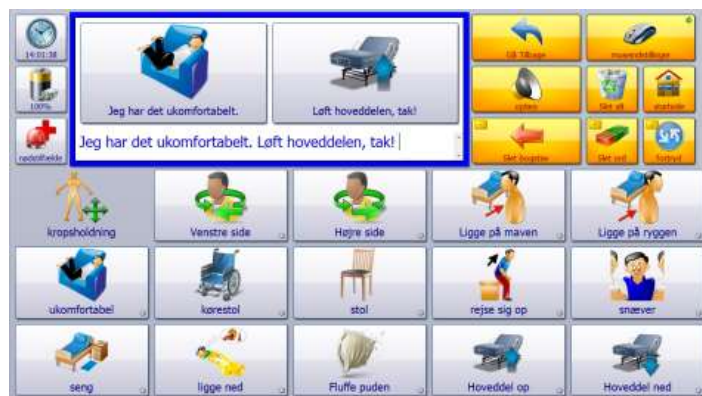 14:01:38
100%
nødstilfælde
Jeg har det ukomfortabelt.
Løft hoveddelen, tak!
Jeg har det ukomfortabelt. Løft hoveddelen, tak!
Gå Tilbage
museindstillinger
oplæs
Slet alt
startside
Slet bogstav
Slet ord
fortryd
kropsholdning
Venstre side
Højre side
Ligge på maven
Ligge på ryggen
ukomfortabel
kørestol
stol
rejse sig op
snæver
seng
ligge ned
Fluffe puden
Hoveddel op
Hoveddel ned